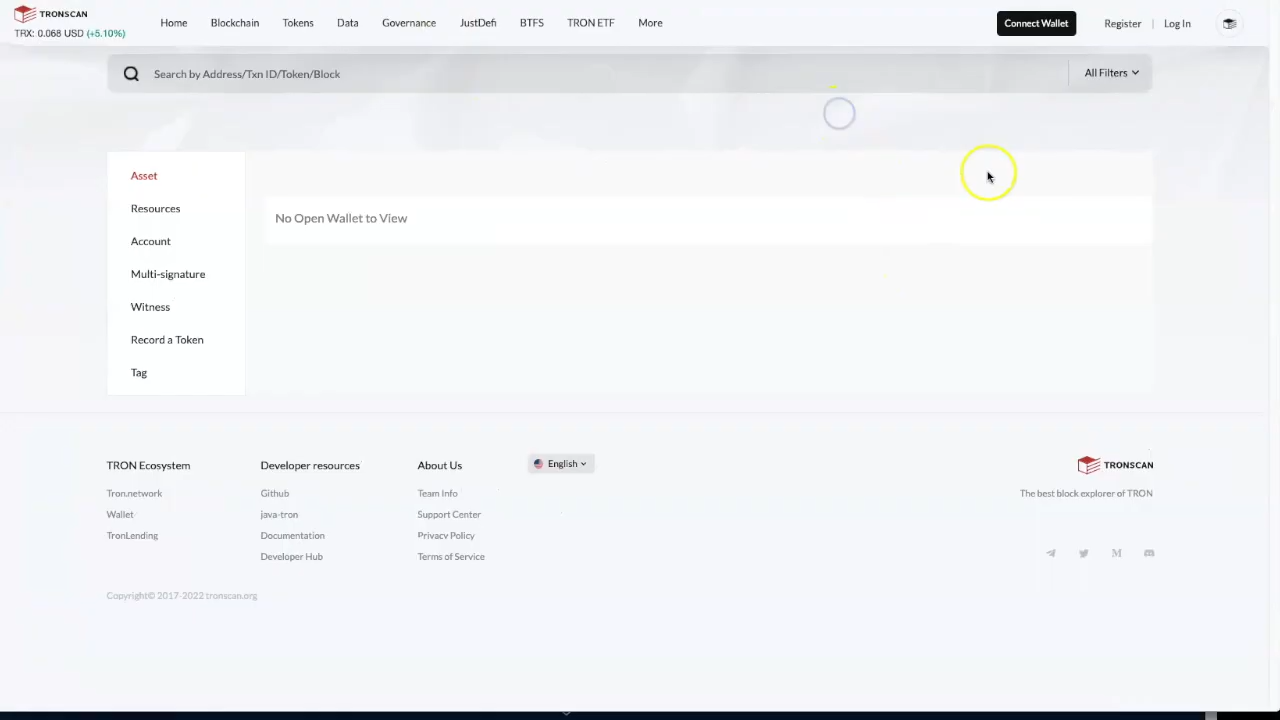 TRONSCAN
TRX: 0.068 USD (+5.10%)
Home Blockchain Tokens Data Governance JustDefi BTFS TRON ETF More
Connect Wallet
Register | Log In
Search by Address/Txn ID/Token/Block
All Filters
Asset
Resources
Account
Multi-signature
Witness
Record a Token
Tag
No Open Wallet to View
TRON Ecosystem
Tron.network
Wallet
TronLending
Developer resources
Github
java-tron
Documentation
Developer Hub
About Us
Team Info
Support Center
Privacy Policy
Terms of Service
English
TRONSCAN
The best block explorer of TRON
Copyright© 2017-2022 tronscan.org